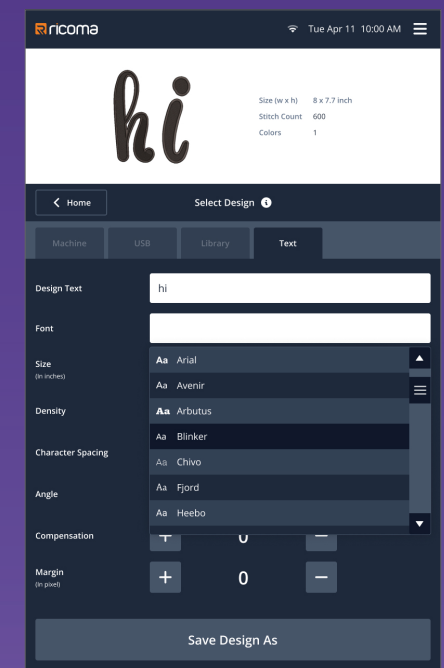 ricoma
Tue Apr 11 10:00 AM
hi
Size (w x h) 8 x 7.7 inch
Stitch Count 600
Colors 1
Home
Select Design
Machine USB Library Text
Design Text hi
Font
Size
(In inches)
Aa Arial
Aa Avenir
Density
Aa Arbutus
Aa Blinker
Character Spacing
Aa Chivo
Angle
Aa Fjord
Aa Heebo
Compensation + 0 −
Margin
(In pixel)
+ 0 −
Save Design As